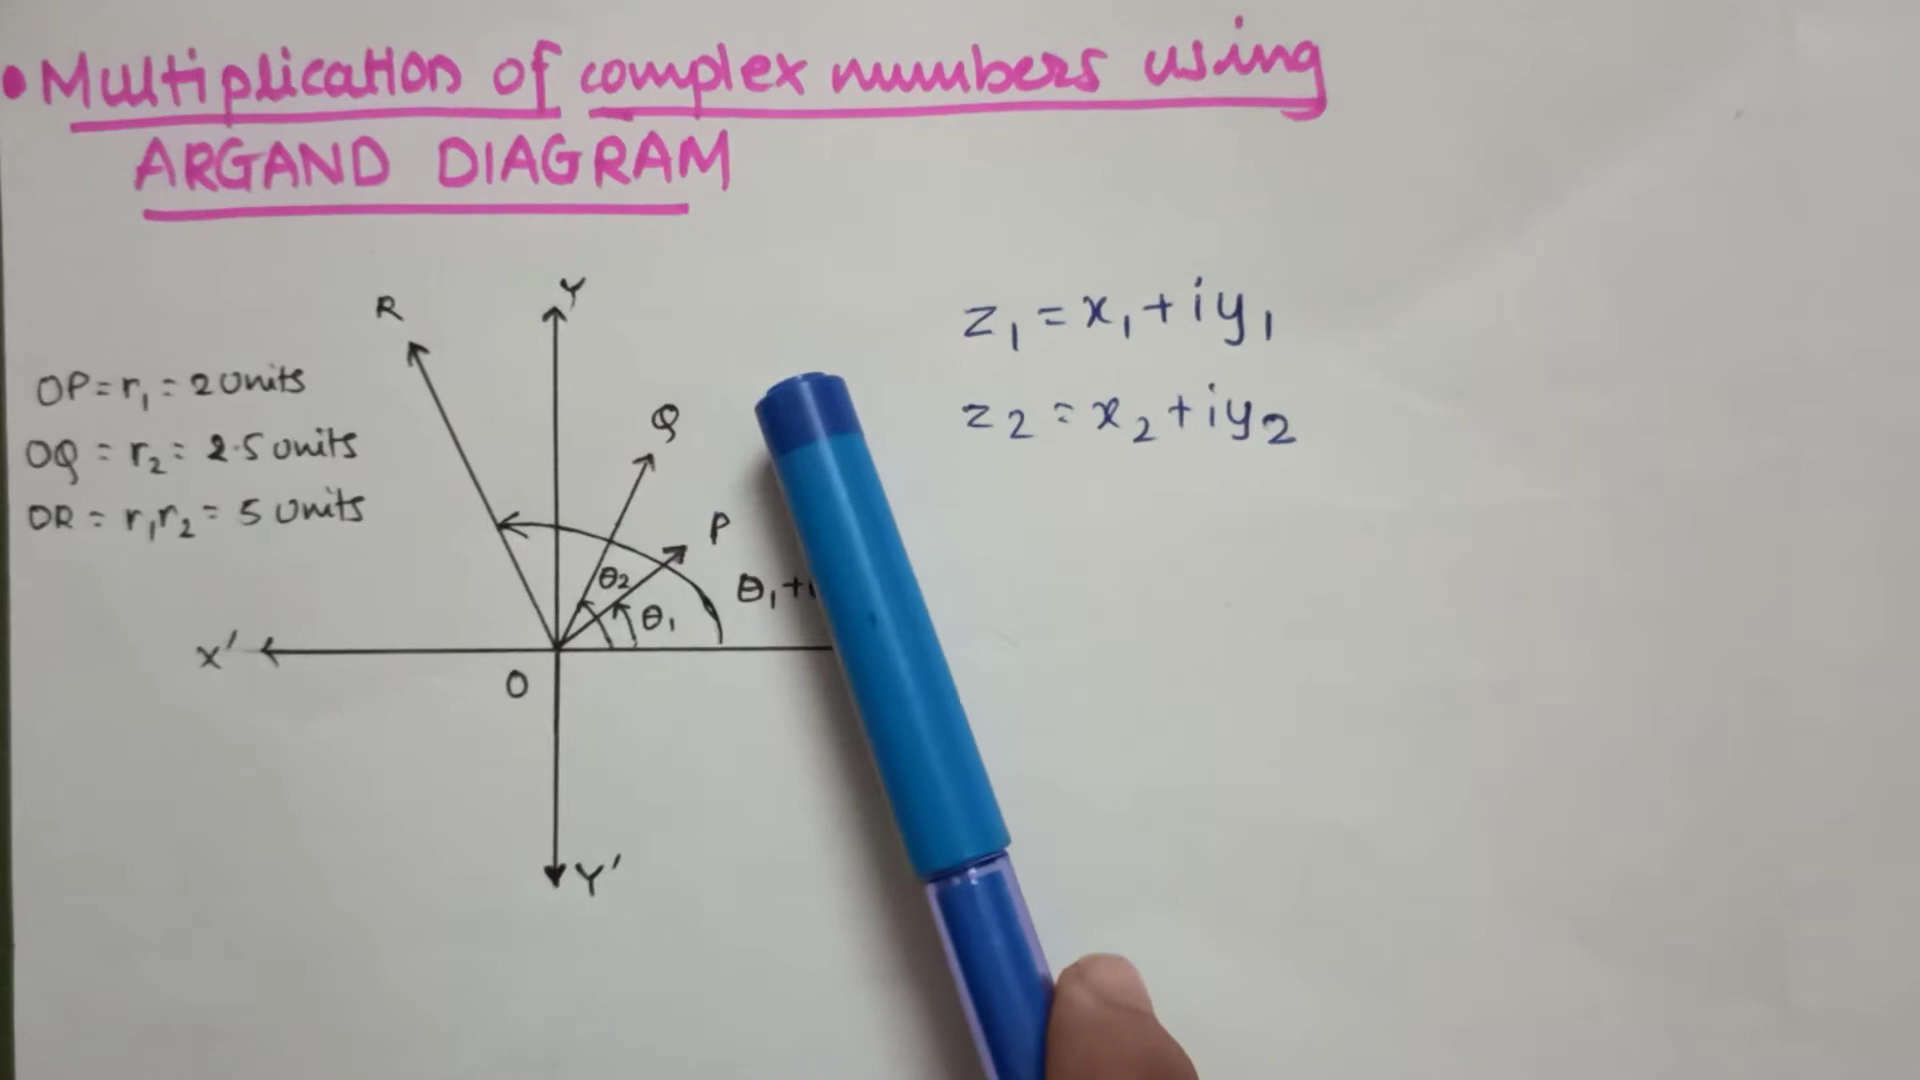 • Multiplication of complex numbers using
ARGAND DIAGRAM
R
Y
OP = r₁ = 2 units
OQ = r₂ = 2.5 units
OR = r₁r₂ = 5 units
Q
P
θ₂
θ₁
θ₁+
X'
O
Y'
z₁ = x₁ + iy₁
z₂ = x₂ + iy₂